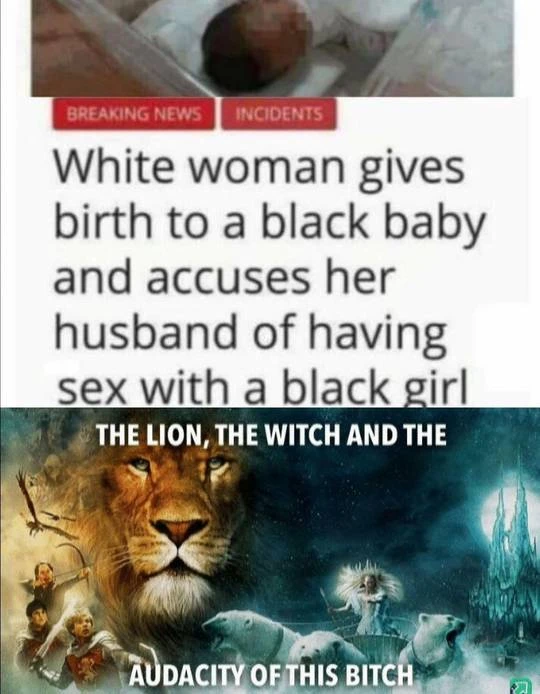 BREAKING NEWS INCIDENTS
White woman gives
birth to a black baby
and accuses her
husband of having
sex with a black girl
THE LION, THE WITCH AND THE
AUDACITY OF THIS BITCH